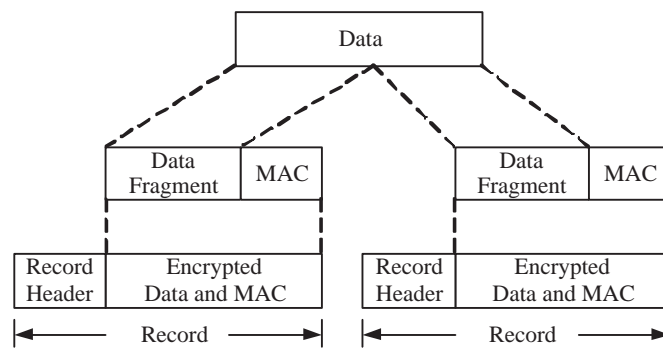 Data
Data
Fragment
MAC
Data
Fragment
MAC
Record
Header
Encrypted
Data and MAC
Record
Header
Encrypted
Data and MAC
Record
Record